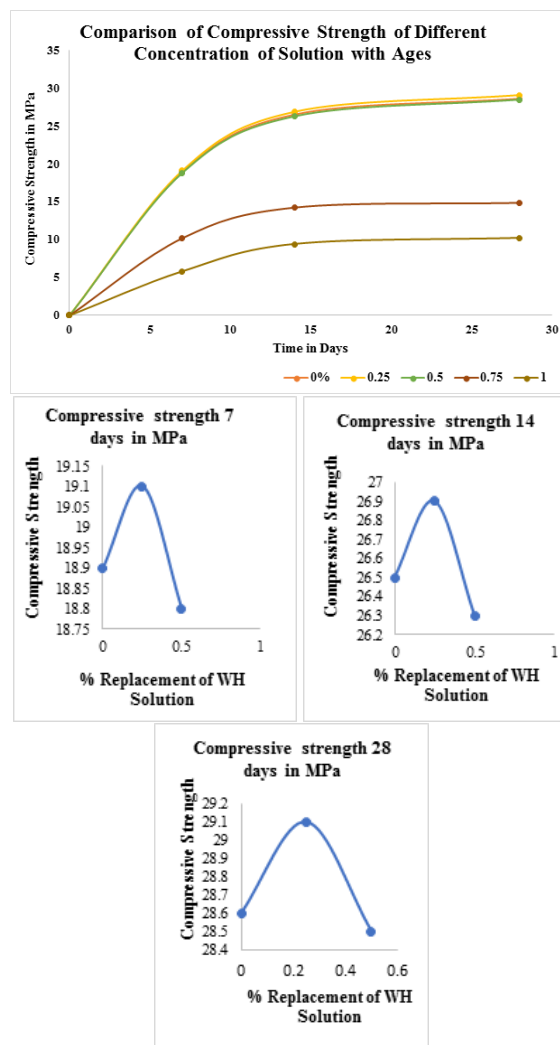 Comparison of Compressive Strength of Different
Concentration of Solution with Ages
Compressive Strength in MPa
35
30
25
20
15
10
5
0
0 5 10 15 20 25 30
Time in Days
0% 0.25 0.5 0.75 1
Compressive strength 7
days in MPa
Compressive Strength
19.15
19.1
19.05
19
18.95
18.9
18.85
18.8
18.75
0 0.5 1
% Replacement of WH
Solution
Compressive strength 14
days in MPa
Compressive Strength
27
26.9
26.8
26.7
26.6
26.5
26.4
26.3
26.2
0 0.5 1
% Replacement of WH
Solution
Compressive strength 28
days in MPa
Compressive Strength
29.2
29.1
29
28.9
28.8
28.7
28.6
28.5
28.4
0 0.2 0.4 0.6
% Replacement of WH
Solution